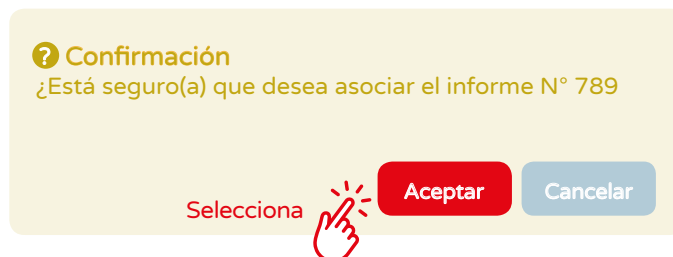 ? Confirmación
¿Está seguro(a) que desea asociar el informe N° 789
Aceptar
Cancelar
Selecciona